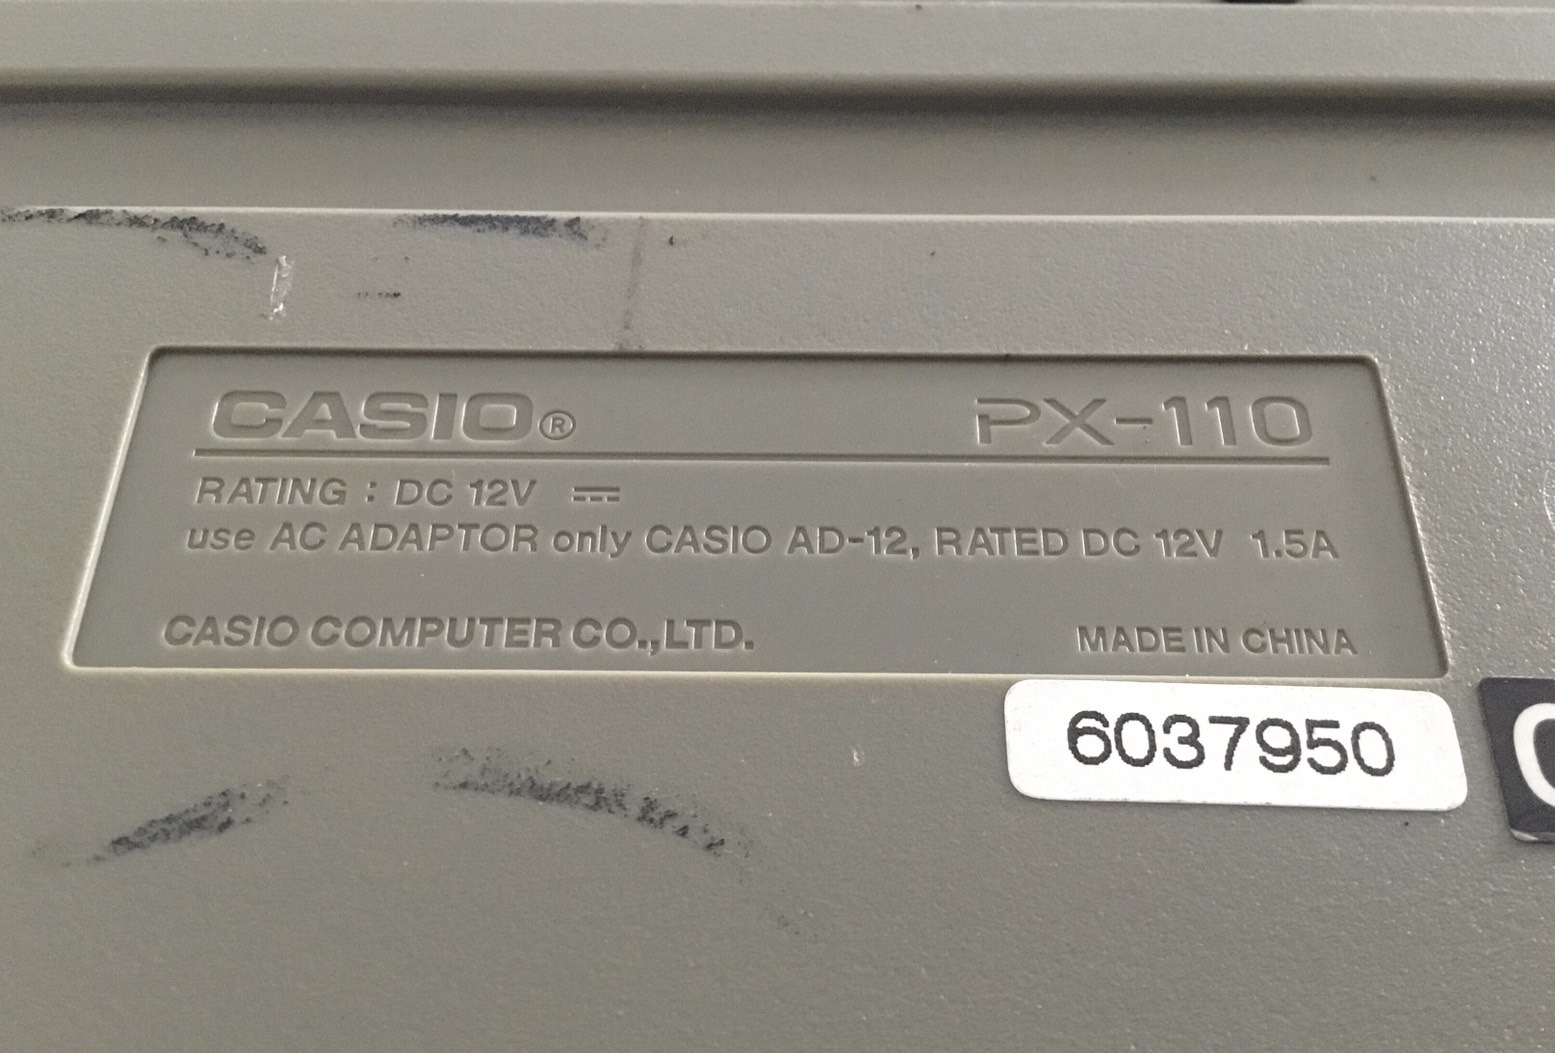 CASIO® PX-110
RATING : DC 12V ⎓
use AC ADAPTOR only CASIO AD-12, RATED DC 12V 1.5A
CASIO COMPUTER CO.,LTD. MADE IN CHINA
6037950